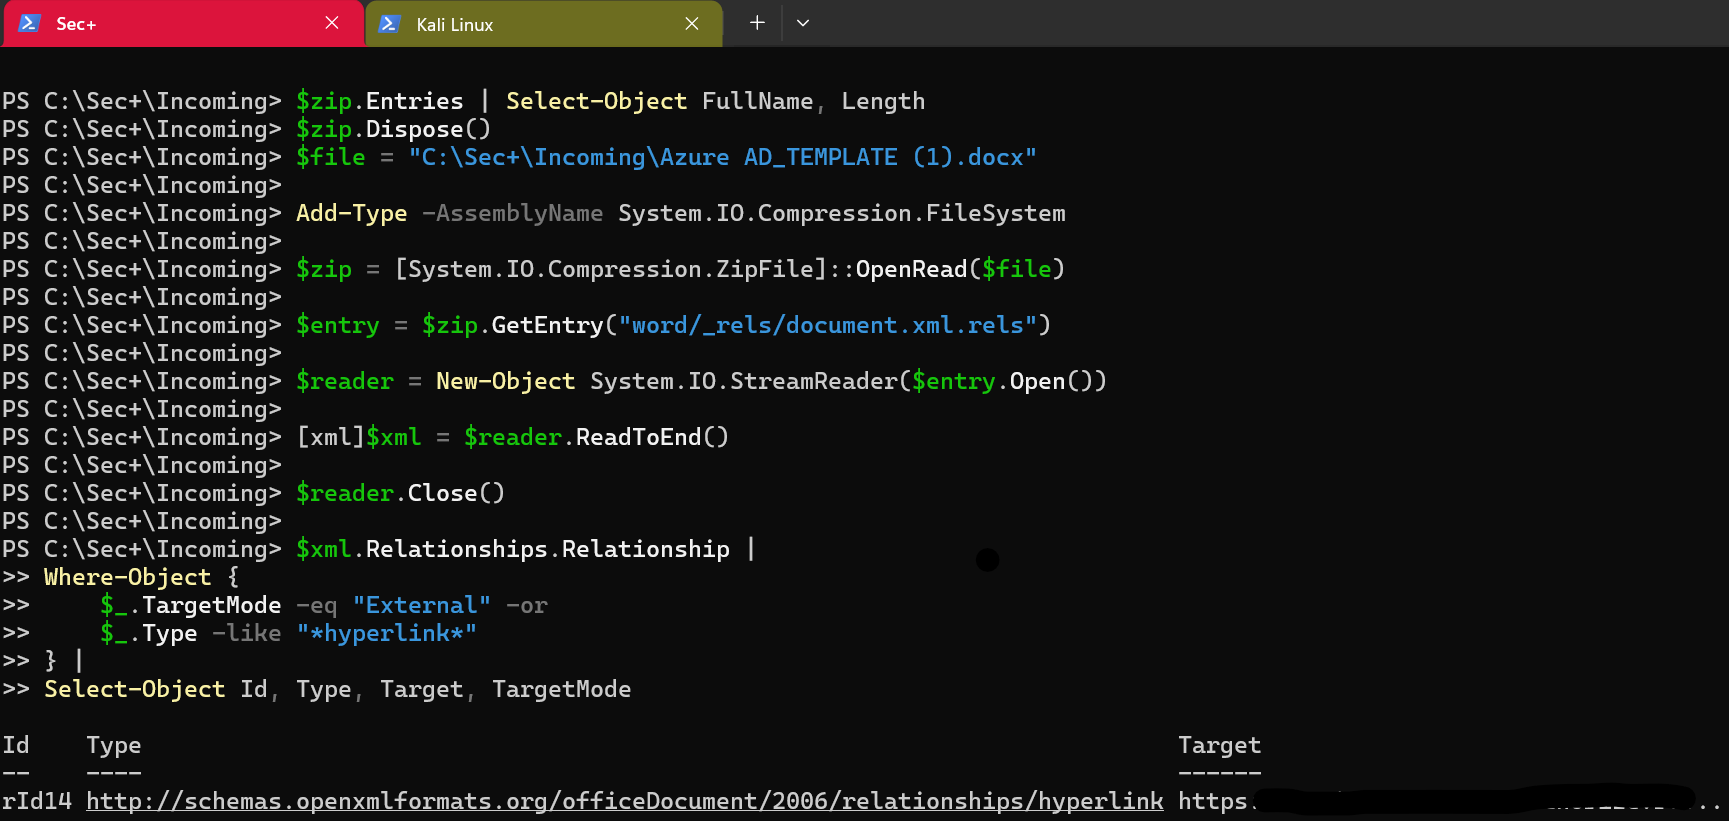 Sec+
Kali Linux
PS C:\Sec+\Incoming> $zip.Entries | Select-Object FullName, Length
PS C:\Sec+\Incoming> $zip.Dispose()
PS C:\Sec+\Incoming> $file = "C:\Sec+\Incoming\Azure AD_TEMPLATE (1).docx"
PS C:\Sec+\Incoming>
PS C:\Sec+\Incoming> Add-Type -AssemblyName System.IO.Compression.FileSystem
PS C:\Sec+\Incoming>
PS C:\Sec+\Incoming> $zip = [System.IO.Compression.ZipFile]::OpenRead($file)
PS C:\Sec+\Incoming>
PS C:\Sec+\Incoming> $entry = $zip.GetEntry("word/_rels/document.xml.rels")
PS C:\Sec+\Incoming>
PS C:\Sec+\Incoming> $reader = New-Object System.IO.StreamReader($entry.Open())
PS C:\Sec+\Incoming>
PS C:\Sec+\Incoming> [xml]$xml = $reader.ReadToEnd()
PS C:\Sec+\Incoming>
PS C:\Sec+\Incoming> $reader.Close()
PS C:\Sec+\Incoming>
PS C:\Sec+\Incoming> $xml.Relationships.Relationship |
>> Where-Object {
>>     $_.TargetMode -eq "External" -or
>>     $_.Type -like "*hyperlink*"
>> } |
>> Select-Object Id, Type, Target, TargetMode
Id    Type    Target
--    ----    ------
rId14 http://schemas.openxmlformats.org/officeDocument/2006/relationships/hyperlink https: